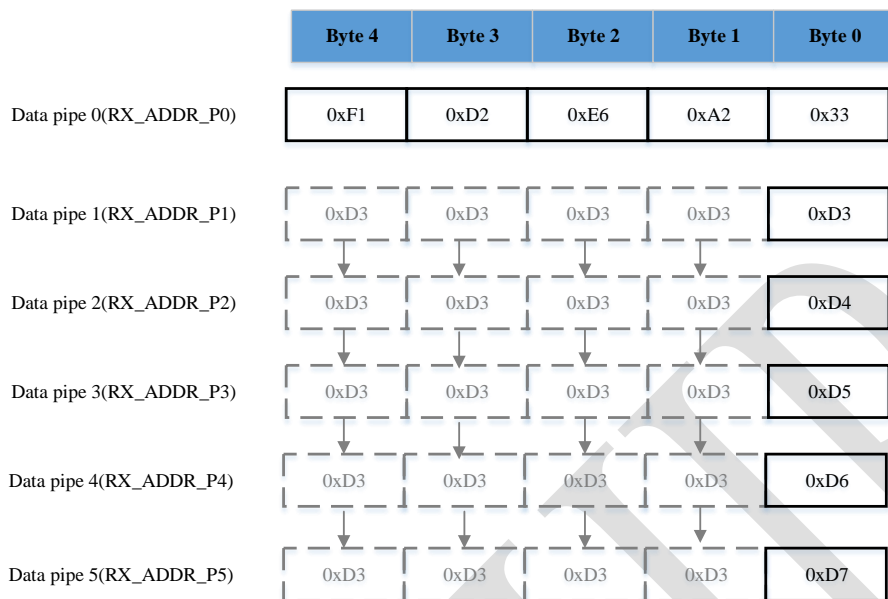 Byte 4 Byte 3 Byte 2 Byte 1 Byte 0
Data pipe 0(RX_ADDR_P0) 0xF1 0xD2 0xE6 0xA2 0x33
Data pipe 1(RX_ADDR_P1) 0xD3 0xD3 0xD3 0xD3 0xD3
Data pipe 2(RX_ADDR_P2) 0xD3 0xD3 0xD3 0xD3 0xD4
Data pipe 3(RX_ADDR_P3) 0xD3 0xD3 0xD3 0xD3 0xD5
Data pipe 4(RX_ADDR_P4) 0xD3 0xD3 0xD3 0xD3 0xD6
Data pipe 5(RX_ADDR_P5) 0xD3 0xD3 0xD3 0xD3 0xD7